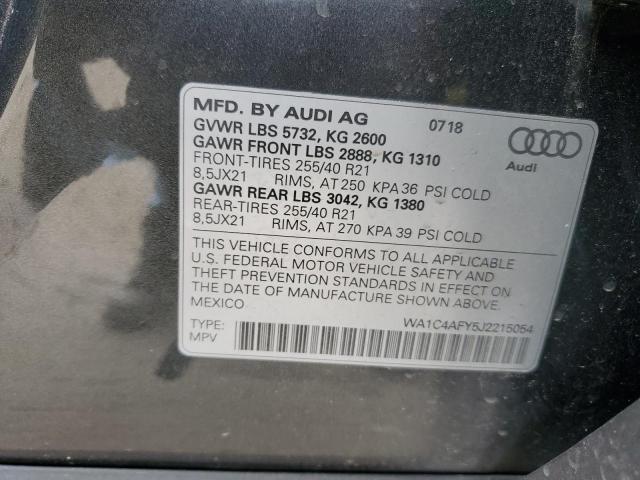 MFD. BY AUDI AG 0718
GVWR LBS 5732, KG 2600
GAWR FRONT LBS 2888, KG 1310
FRONT-TIRES 255/40 R21
8,5JX21 RIMS, AT 250 KPA 36 PSI COLD
GAWR REAR LBS 3042, KG 1380
REAR-TIRES 255/40 R21
8,5JX21 RIMS, AT 270 KPA 39 PSI COLD
Audi
THIS VEHICLE CONFORMS TO ALL APPLICABLE
U.S. FEDERAL MOTOR VEHICLE SAFETY AND
THEFT PREVENTION STANDARDS IN EFFECT ON
THE DATE OF MANUFACTURE SHOWN ABOVE.
MEXICO
WA1C4AFY5J2215054
TYPE:
MPV